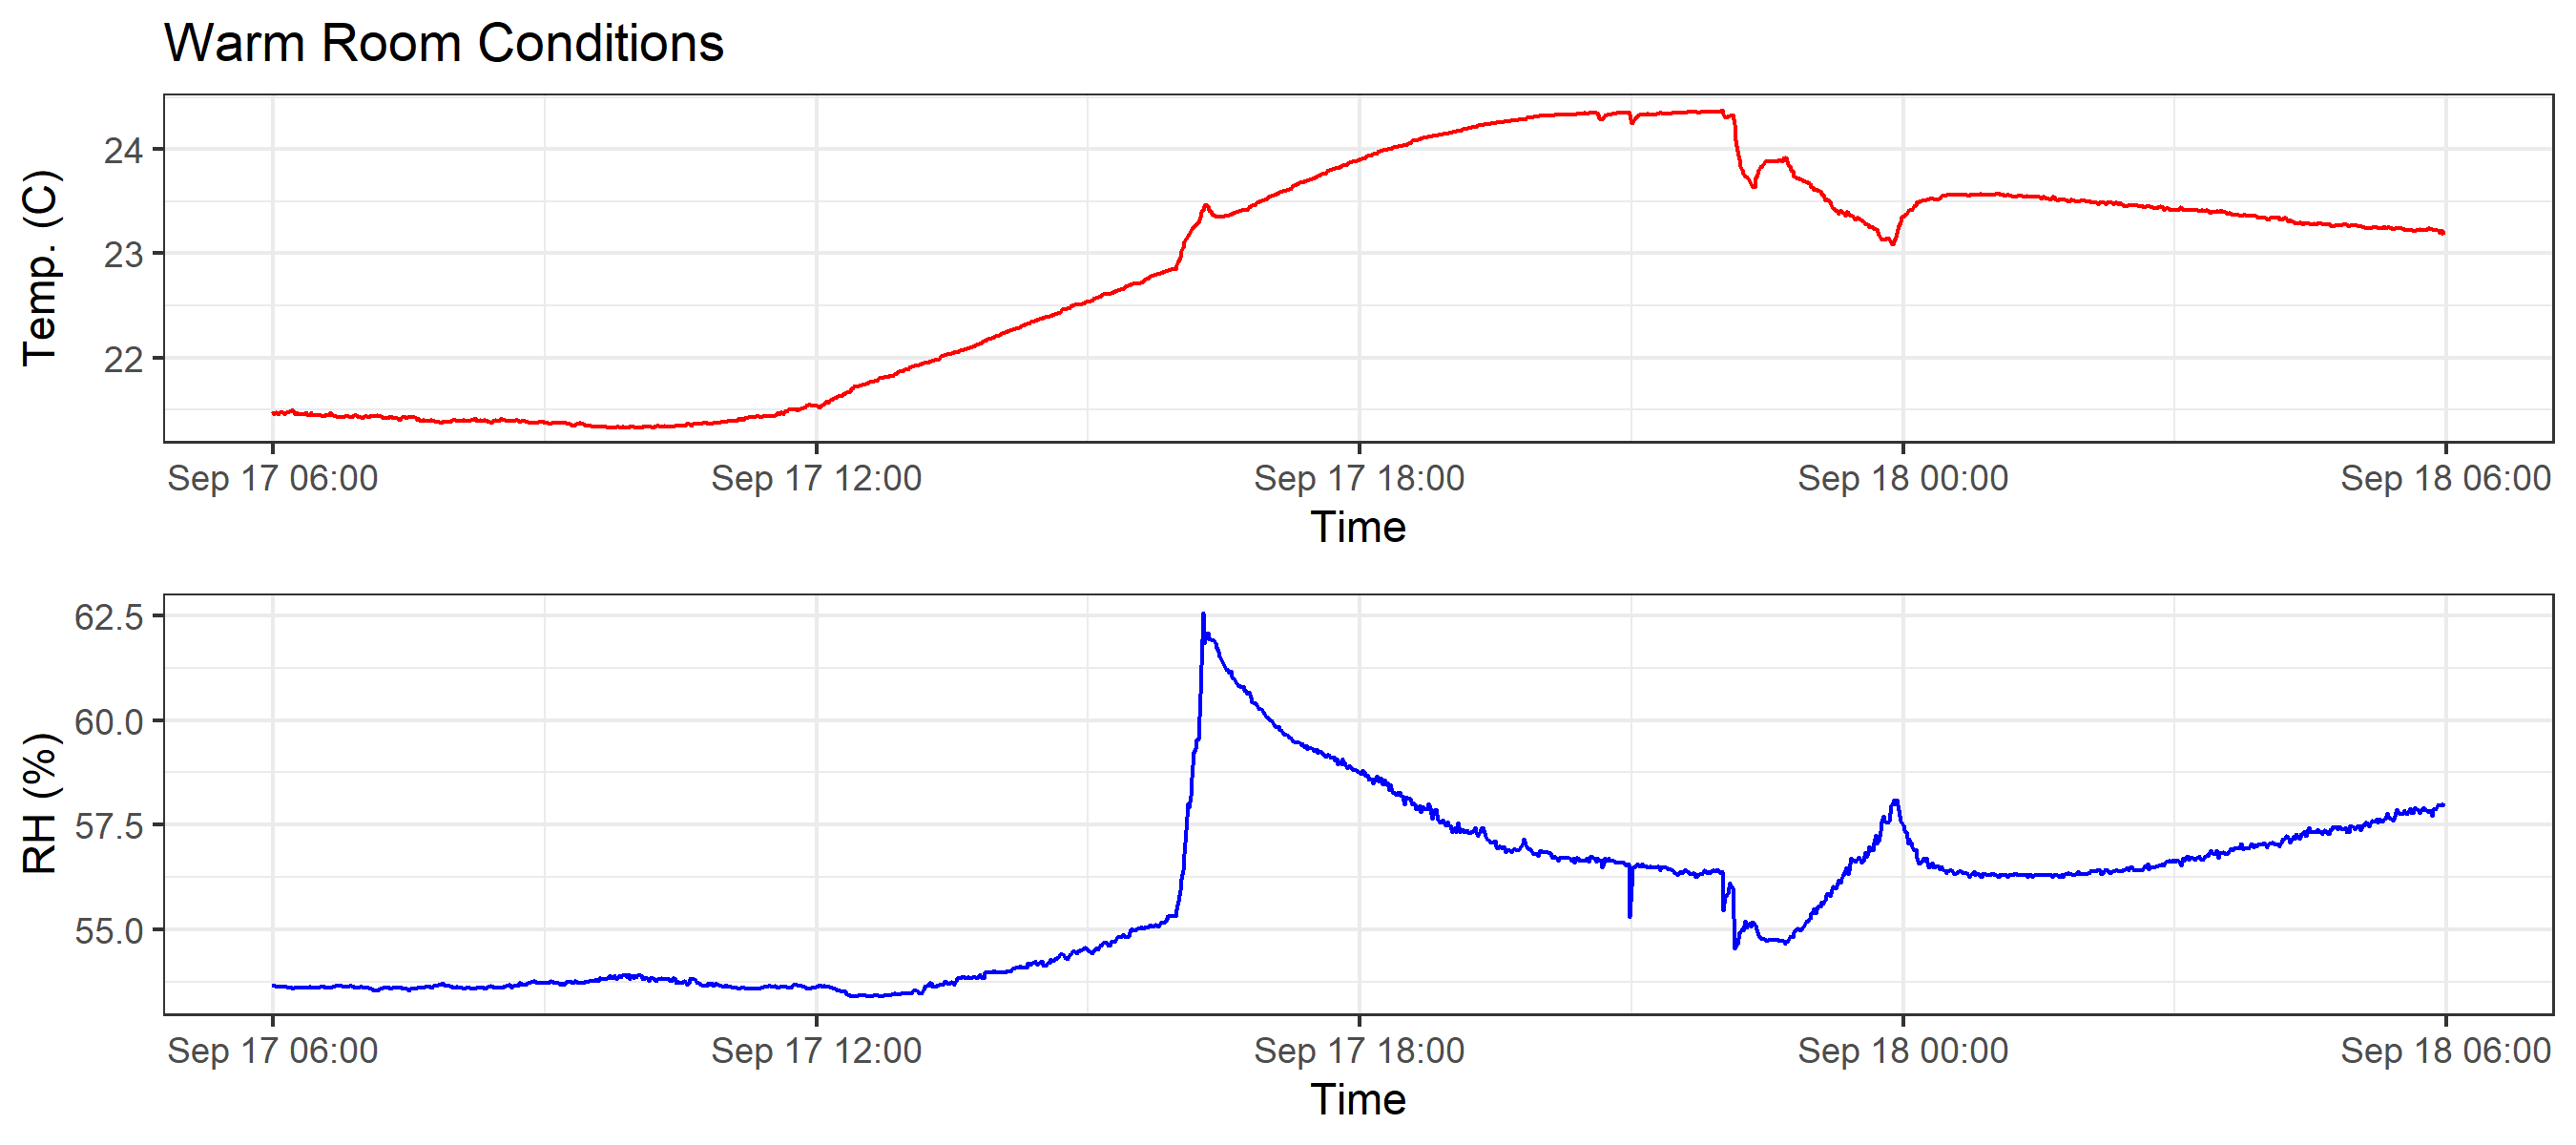 Warm Room Conditions
Temp. (C)
24
23
22
Sep 17 06:00 Sep 17 12:00 Sep 17 18:00 Sep 18 00:00 Sep 18 06:00
Time
RH (%)
62.5
60.0
57.5
55.0
Sep 17 06:00 Sep 17 12:00 Sep 17 18:00 Sep 18 00:00 Sep 18 06:00
Time